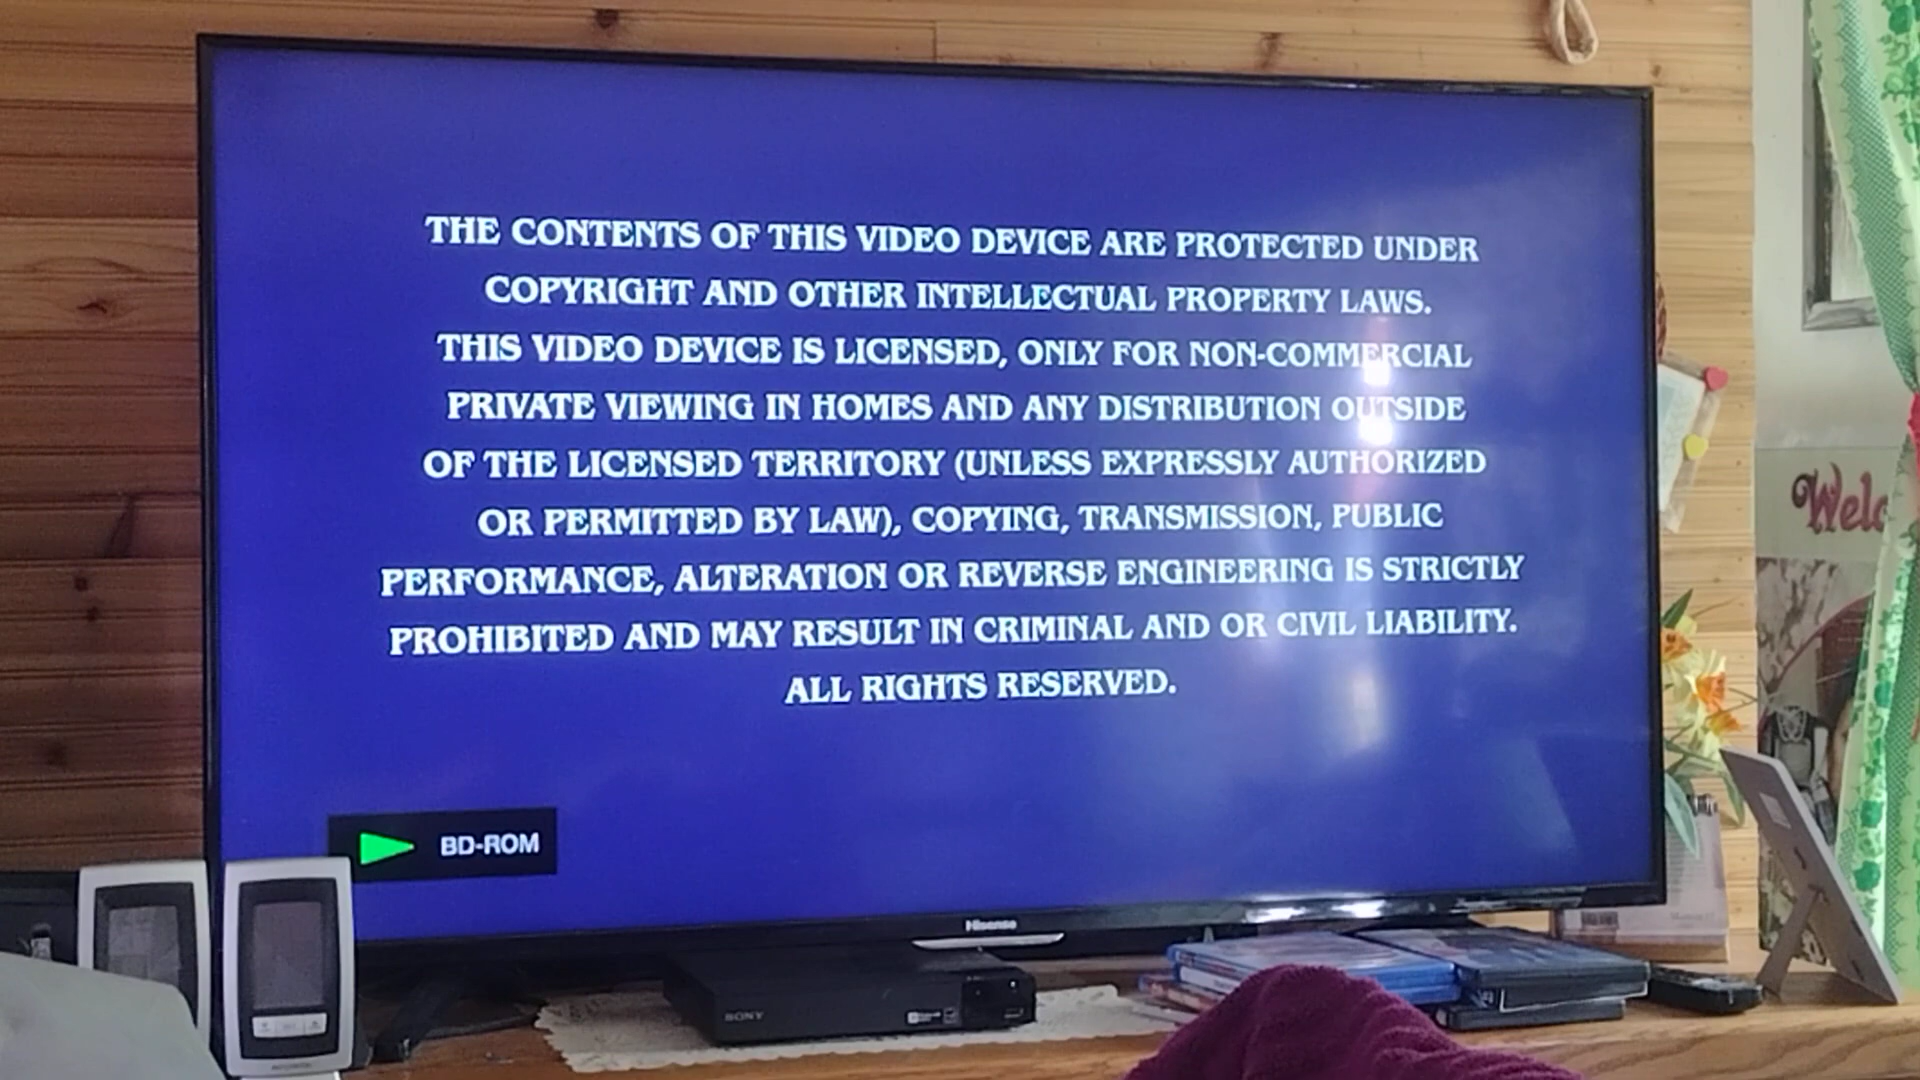 THE CONTENTS OF THIS VIDEO DEVICE ARE PROTECTED UNDER
COPYRIGHT AND OTHER INTELLECTUAL PROPERTY LAWS.
THIS VIDEO DEVICE IS LICENSED, ONLY FOR NON-COMMERCIAL
PRIVATE VIEWING IN HOMES AND ANY DISTRIBUTION OUTSIDE
OF THE LICENSED TERRITORY (UNLESS EXPRESSLY AUTHORIZED
OR PERMITTED BY LAW), COPYING, TRANSMISSION, PUBLIC
PERFORMANCE, ALTERATION OR REVERSE ENGINEERING IS STRICTLY
PROHIBITED AND MAY RESULT IN CRIMINAL AND OR CIVIL LIABILITY.
ALL RIGHTS RESERVED.
BD-ROM
Hisense
SONY
Welc